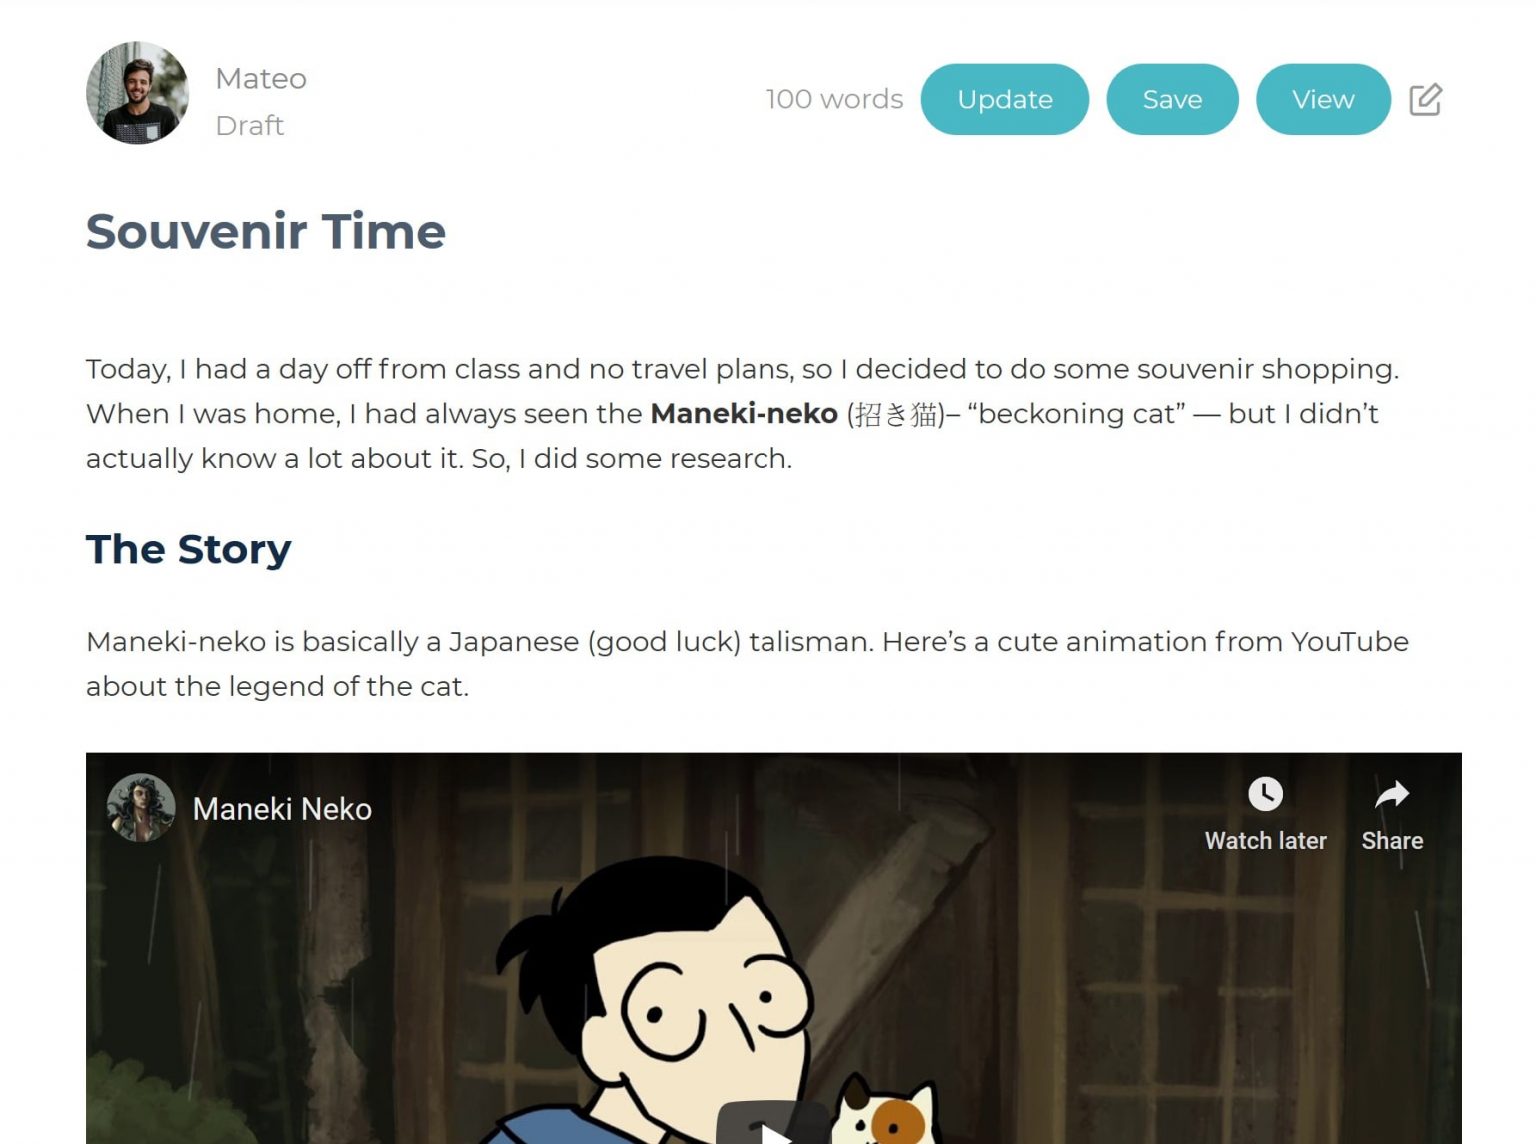 Mateo
Draft
100 words
Update
Save
View
Souvenir Time
Today, I had a day off from class and no travel plans, so I decided to do some souvenir shopping.
When I was home, I had always seen the Maneki-neko (招き猫)– “beckoning cat” — but I didn’t
actually know a lot about it. So, I did some research.
The Story
Maneki-neko is basically a Japanese (good luck) talisman. Here’s a cute animation from YouTube
about the legend of the cat.
Maneki Neko
Watch later
Share